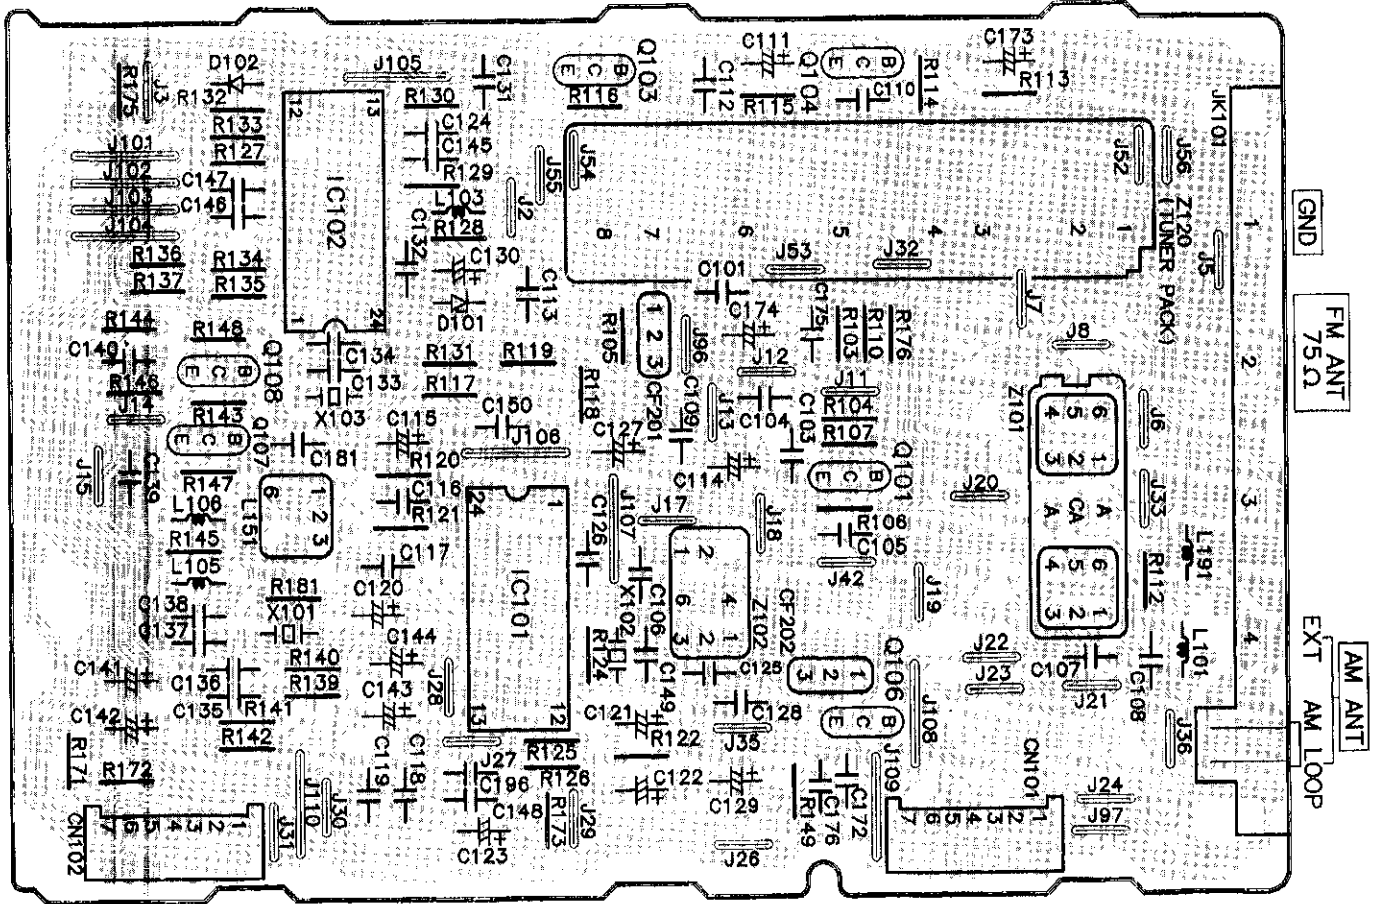 C111
C173
D102
J105
C131
Q103
B
C
E
Q104
B
C
E
R175
J3
R132
R130
R116
C112
R115
C110
R114
R113
JK101
12
13
R133
C124
J101
R127
C145
J54
J52
J56
J102
C147
R129
J55
J103
C146
IC102
L103
J2
Z120
(TUNER PACK)
J104
R128
8
7
6
5
4
3
2
1
1
GND
R136
R134
C132
C130
J53
J32
J5
R137
R135
C113
C101
J7
1
24
D101
1
2
3
C174
C175
R103
R110
R176
FM ANT
75Ω
R144
R148
C134
R105
J96
J8
2
C140
Q108
B
C
E
R131
R119
J12
R146
C133
R117
R118
CF201
J11
Z101
J14
R143
X103
C115
C150
C109
J13
C104
C103
R104
6
5
4
1
2
3
J6
Q107
B
C
E
C181
J106
C127
R107
J15
C139
R147
R120
C114
Q101
B
C
E
L106
L151
6
1
2
3
C116
24
1
J107
J17
J18
J20
A
CA
A
J33
3
R145
R121
C126
R106
C105
L191
L105
C117
IC101
1
2
J42
6
5
4
1
2
3
R112
R181
C120
X102
C106
6
4
3
2
1
Z102
J19
C138
X101
CF202
C137
C144
R124
4
L101
EXT
AM LOOP
AM ANT
C141
R140
C149
C125
3
2
1
Q106
B
C
E
J22
C107
C136
R139
J28
J23
J21
C108
C135
R141
C143
13
12
C121
C128
J108
C142
R142
R122
J35
J36
R171
R172
C119
C118
J27
R125
C196
R126
C122
C129
J109
CN101
J24
CN102
7
6
5
4
3
2
1
J31
J110
J30
C148
R173
J29
R149
C176
C172
7
6
5
4
3
2
1
J97
C123
J26